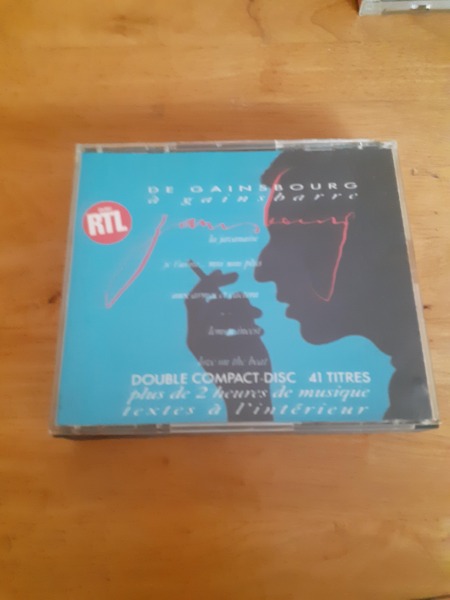 DE GAINSBOURG
à gainsbarre
RTL
Gainsbourg
la javanaise
je t'aime... moi non plus
aux armes et caetera
lemon incest
love on the beat
DOUBLE COMPACT-DISC 41 TITRES
plus de 2 heures de musique
textes à l'intérieur